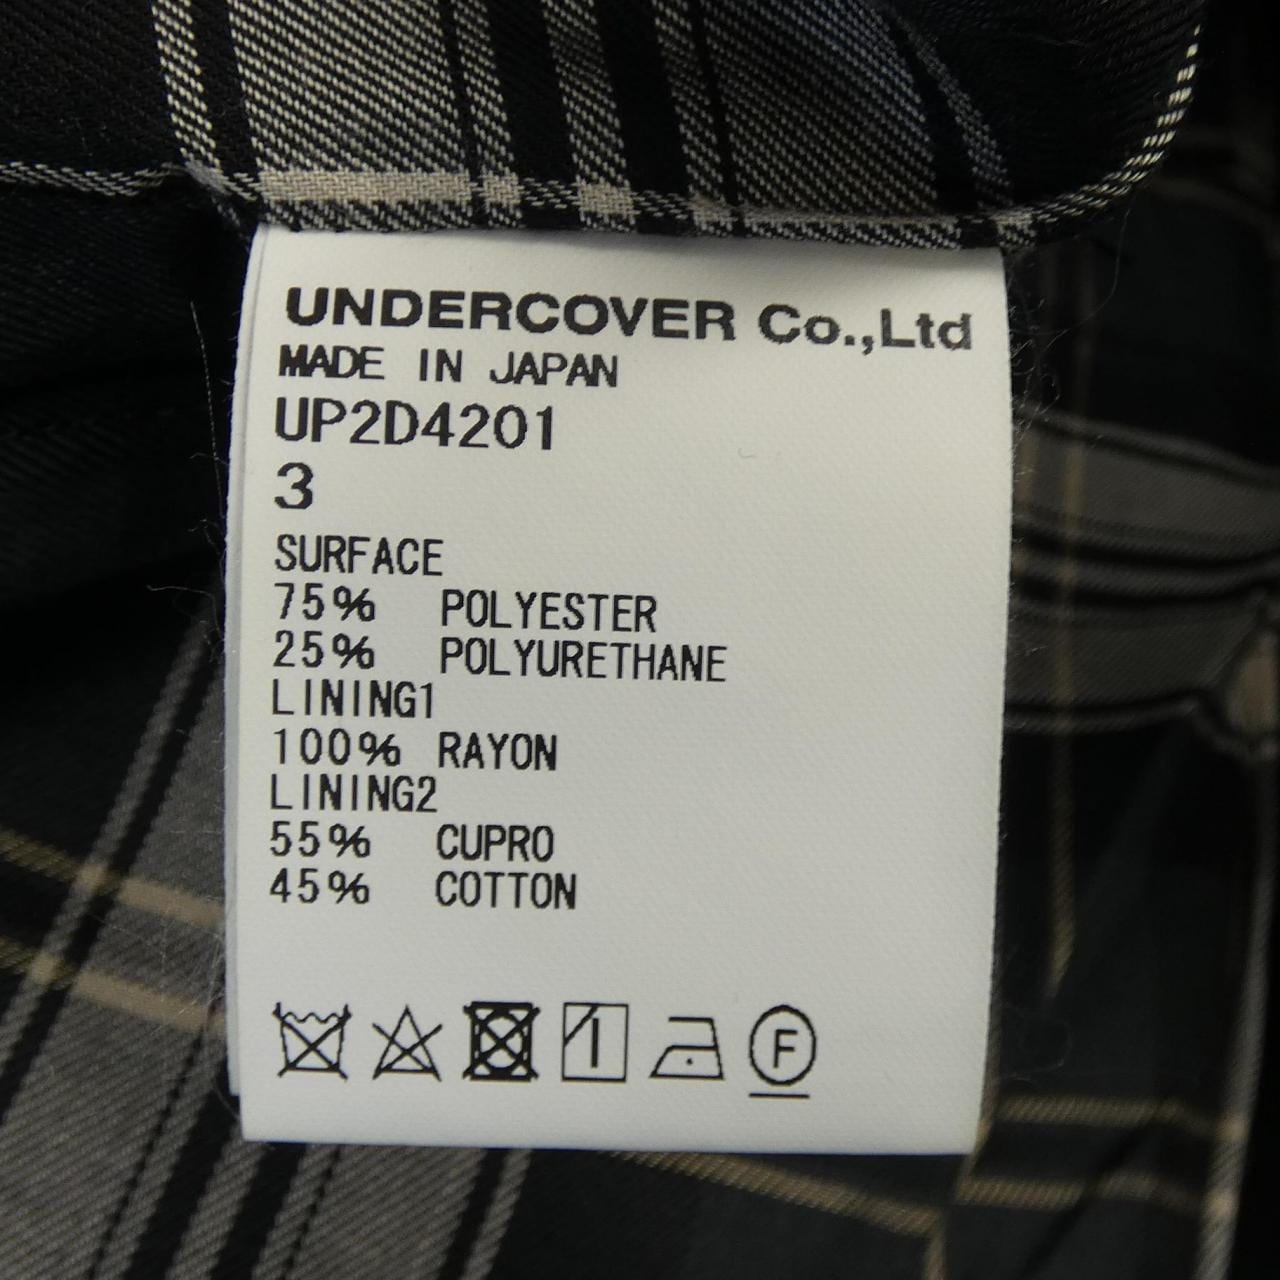 UNDERCOVER Co.,Ltd
MADE IN JAPAN
UP2D4201
3
SURFACE
75% POLYESTER
25% POLYURETHANE
LINING1
100% RAYON
LINING2
55% CUPRO
45% COTTON
F